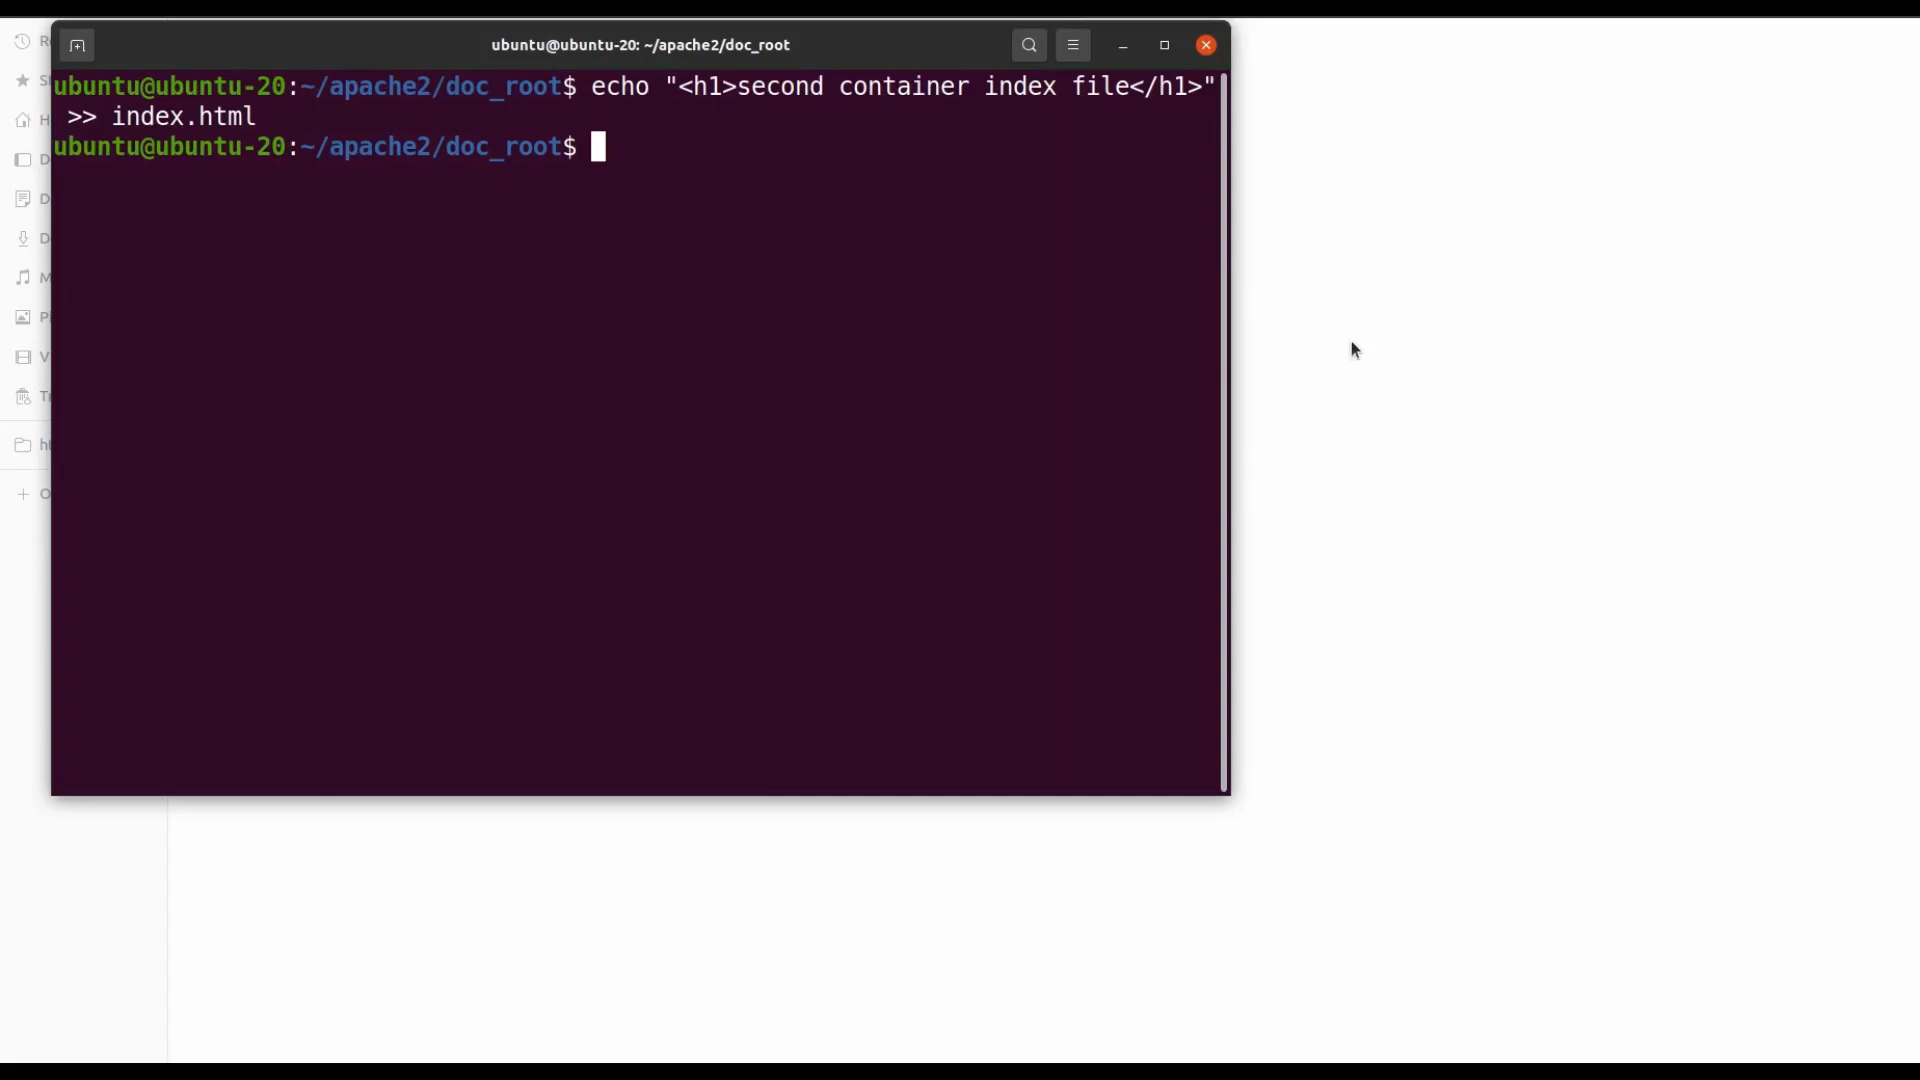 ubuntu@ubuntu-20: ~/apache2/doc_root
ubuntu@ubuntu-20:~/apache2/doc_root$ echo "<h1>second container index file</h1>"
>> index.html
ubuntu@ubuntu-20:~/apache2/doc_root$